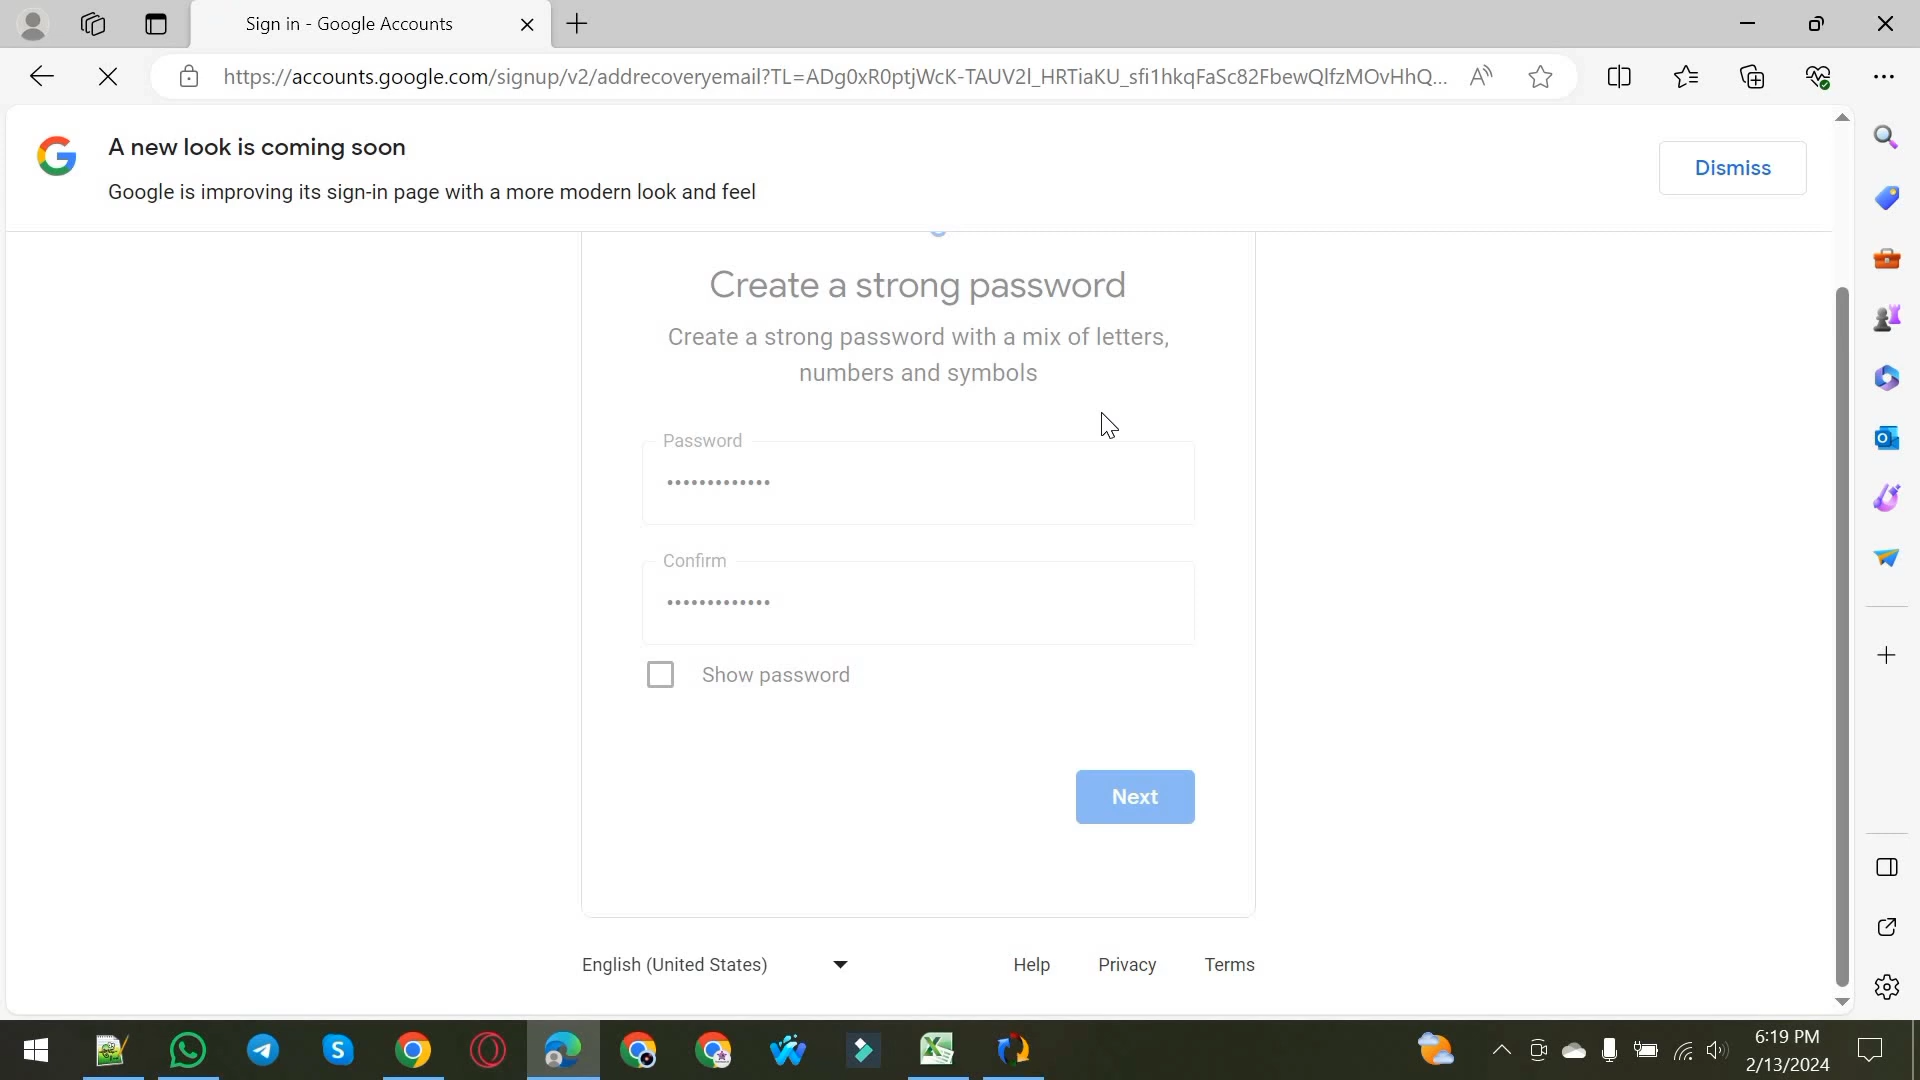 Sign in - Google Accounts
https://accounts.google.com/signup/v2/addrecoveryemail?TL=ADg0xR0ptjWcK-TAUV2l_HRTiaKU_sfi1hkqFaSc82FbewQlfzMOvHhQ...
A new look is coming soon
Google is improving its sign-in page with a more modern look and feel
Dismiss
Create a strong password
Create a strong password with a mix of letters,
numbers and symbols
Password
•••••••••••••
Confirm
•••••••••••••
Show password
Next
English (United States)
Help Privacy Terms
6:19 PM
2/13/2024